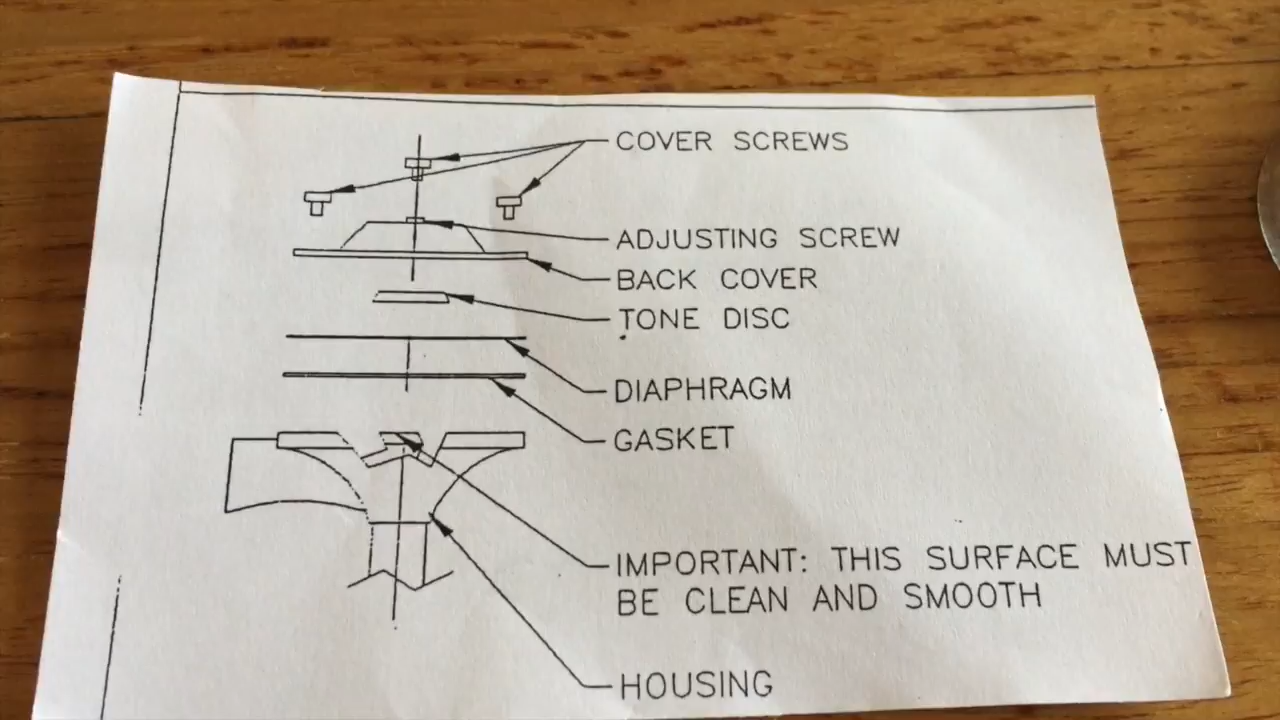 COVER SCREWS
ADJUSTING SCREW
BACK COVER
TONE DISC
DIAPHRAGM
GASKET
IMPORTANT: THIS SURFACE MUST
BE CLEAN AND SMOOTH
HOUSING